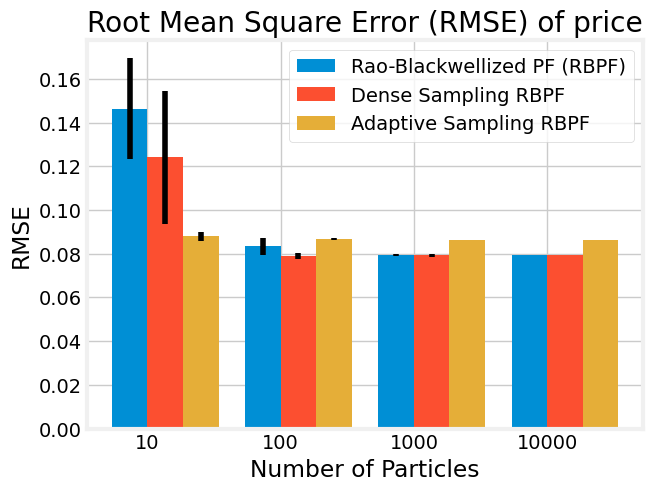 Root Mean Square Error (RMSE) of price
Rao-Blackwellized PF (RBPF)
Dense Sampling RBPF
Adaptive Sampling RBPF
RMSE
0.16
0.14
0.12
0.10
0.08
0.06
0.04
0.02
0.00
10
100
1000
10000
Number of Particles